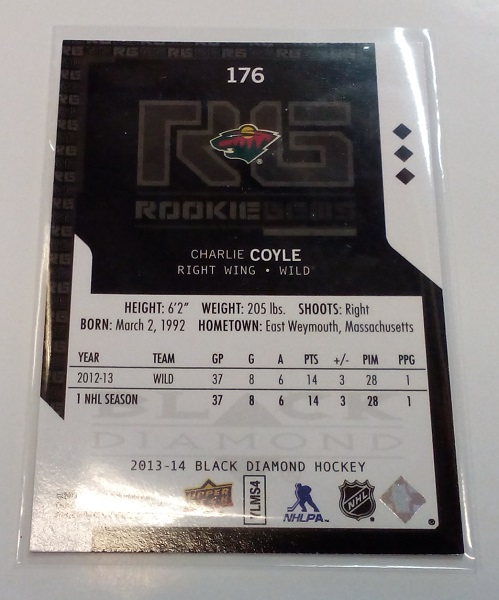 176
RG
ROOKIE GEMS
CHARLIE COYLE
RIGHT WING • WILD
HEIGHT: 6'2" WEIGHT: 205 lbs. SHOOTS: Right
BORN: March 2, 1992 HOMETOWN: East Weymouth, Massachusetts
YEAR TEAM GP G A PTS +/- PIM PPG
2012-13 WILD 37 8 6 14 3 28 1
1 NHL SEASON 37 8 6 14 3 28 1
BLACK
DIAMOND
2013-14 BLACK DIAMOND HOCKEY
UPPER DECK
7LMS4
NHLPA
NHL